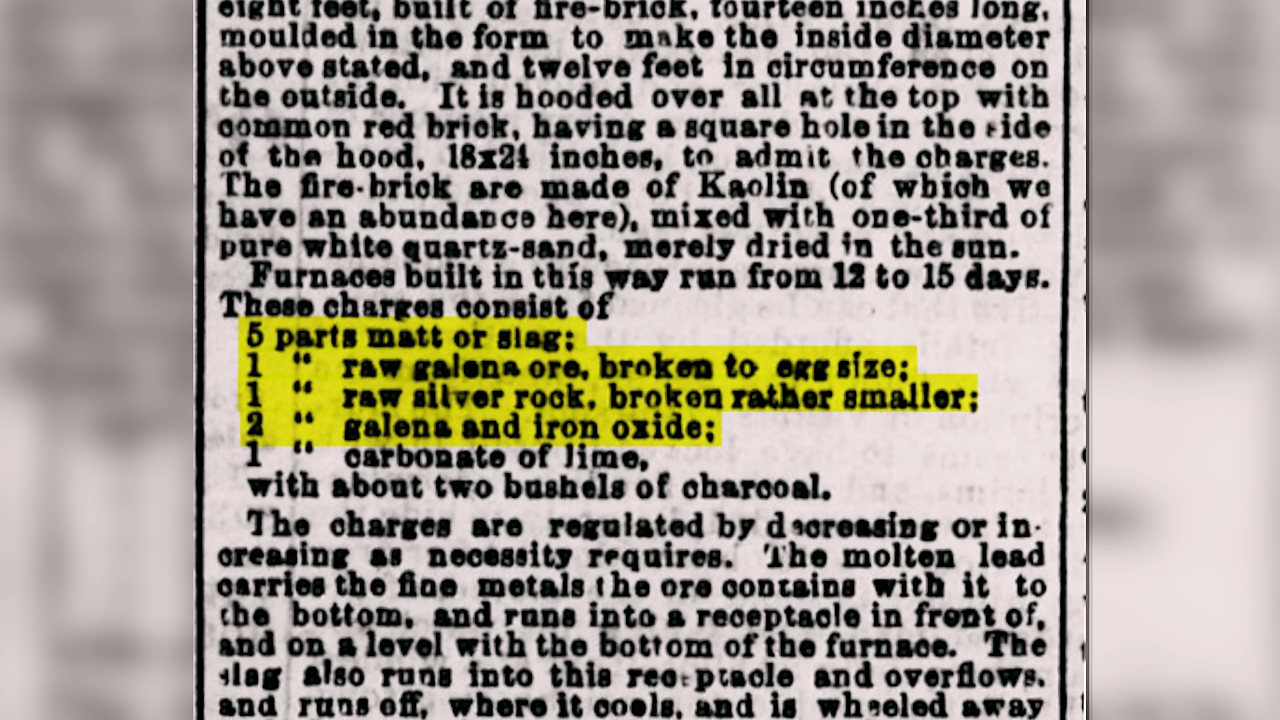 eight feet, built of fire-brick, fourteen inches long,
moulded in the form to make the inside diameter
above stated, and twelve feet in circumference on
the outside. It is hooded over all at the top with
common red brick, having a square hole in the side
of the hood, 18x24 inches, to admit the charges.
The fire-brick are made of Kaolin (of which we
have an abundance here), mixed with one-third of
pure white quartz-sand, merely dried in the sun.
Furnaces built in this way run from 12 to 15 days.
These charges consist of
5 parts matt or slag;
1 " raw galena ore, broken to egg size;
1 " raw silver rock, broken rather smaller;
2 " galena and iron oxide;
1 " carbonate of lime,
with about two bushels of charcoal.
The charges are regulated by decreasing or in-
creasing as necessity requires. The molten lead
carries the fine metals the ore contains with it to
the bottom, and runs into a receptacle in front of,
and on a level with the bottom of the furnace. The
slag also runs into this receptacle and overflows.
and runs off, where it cools, and is wheeled away